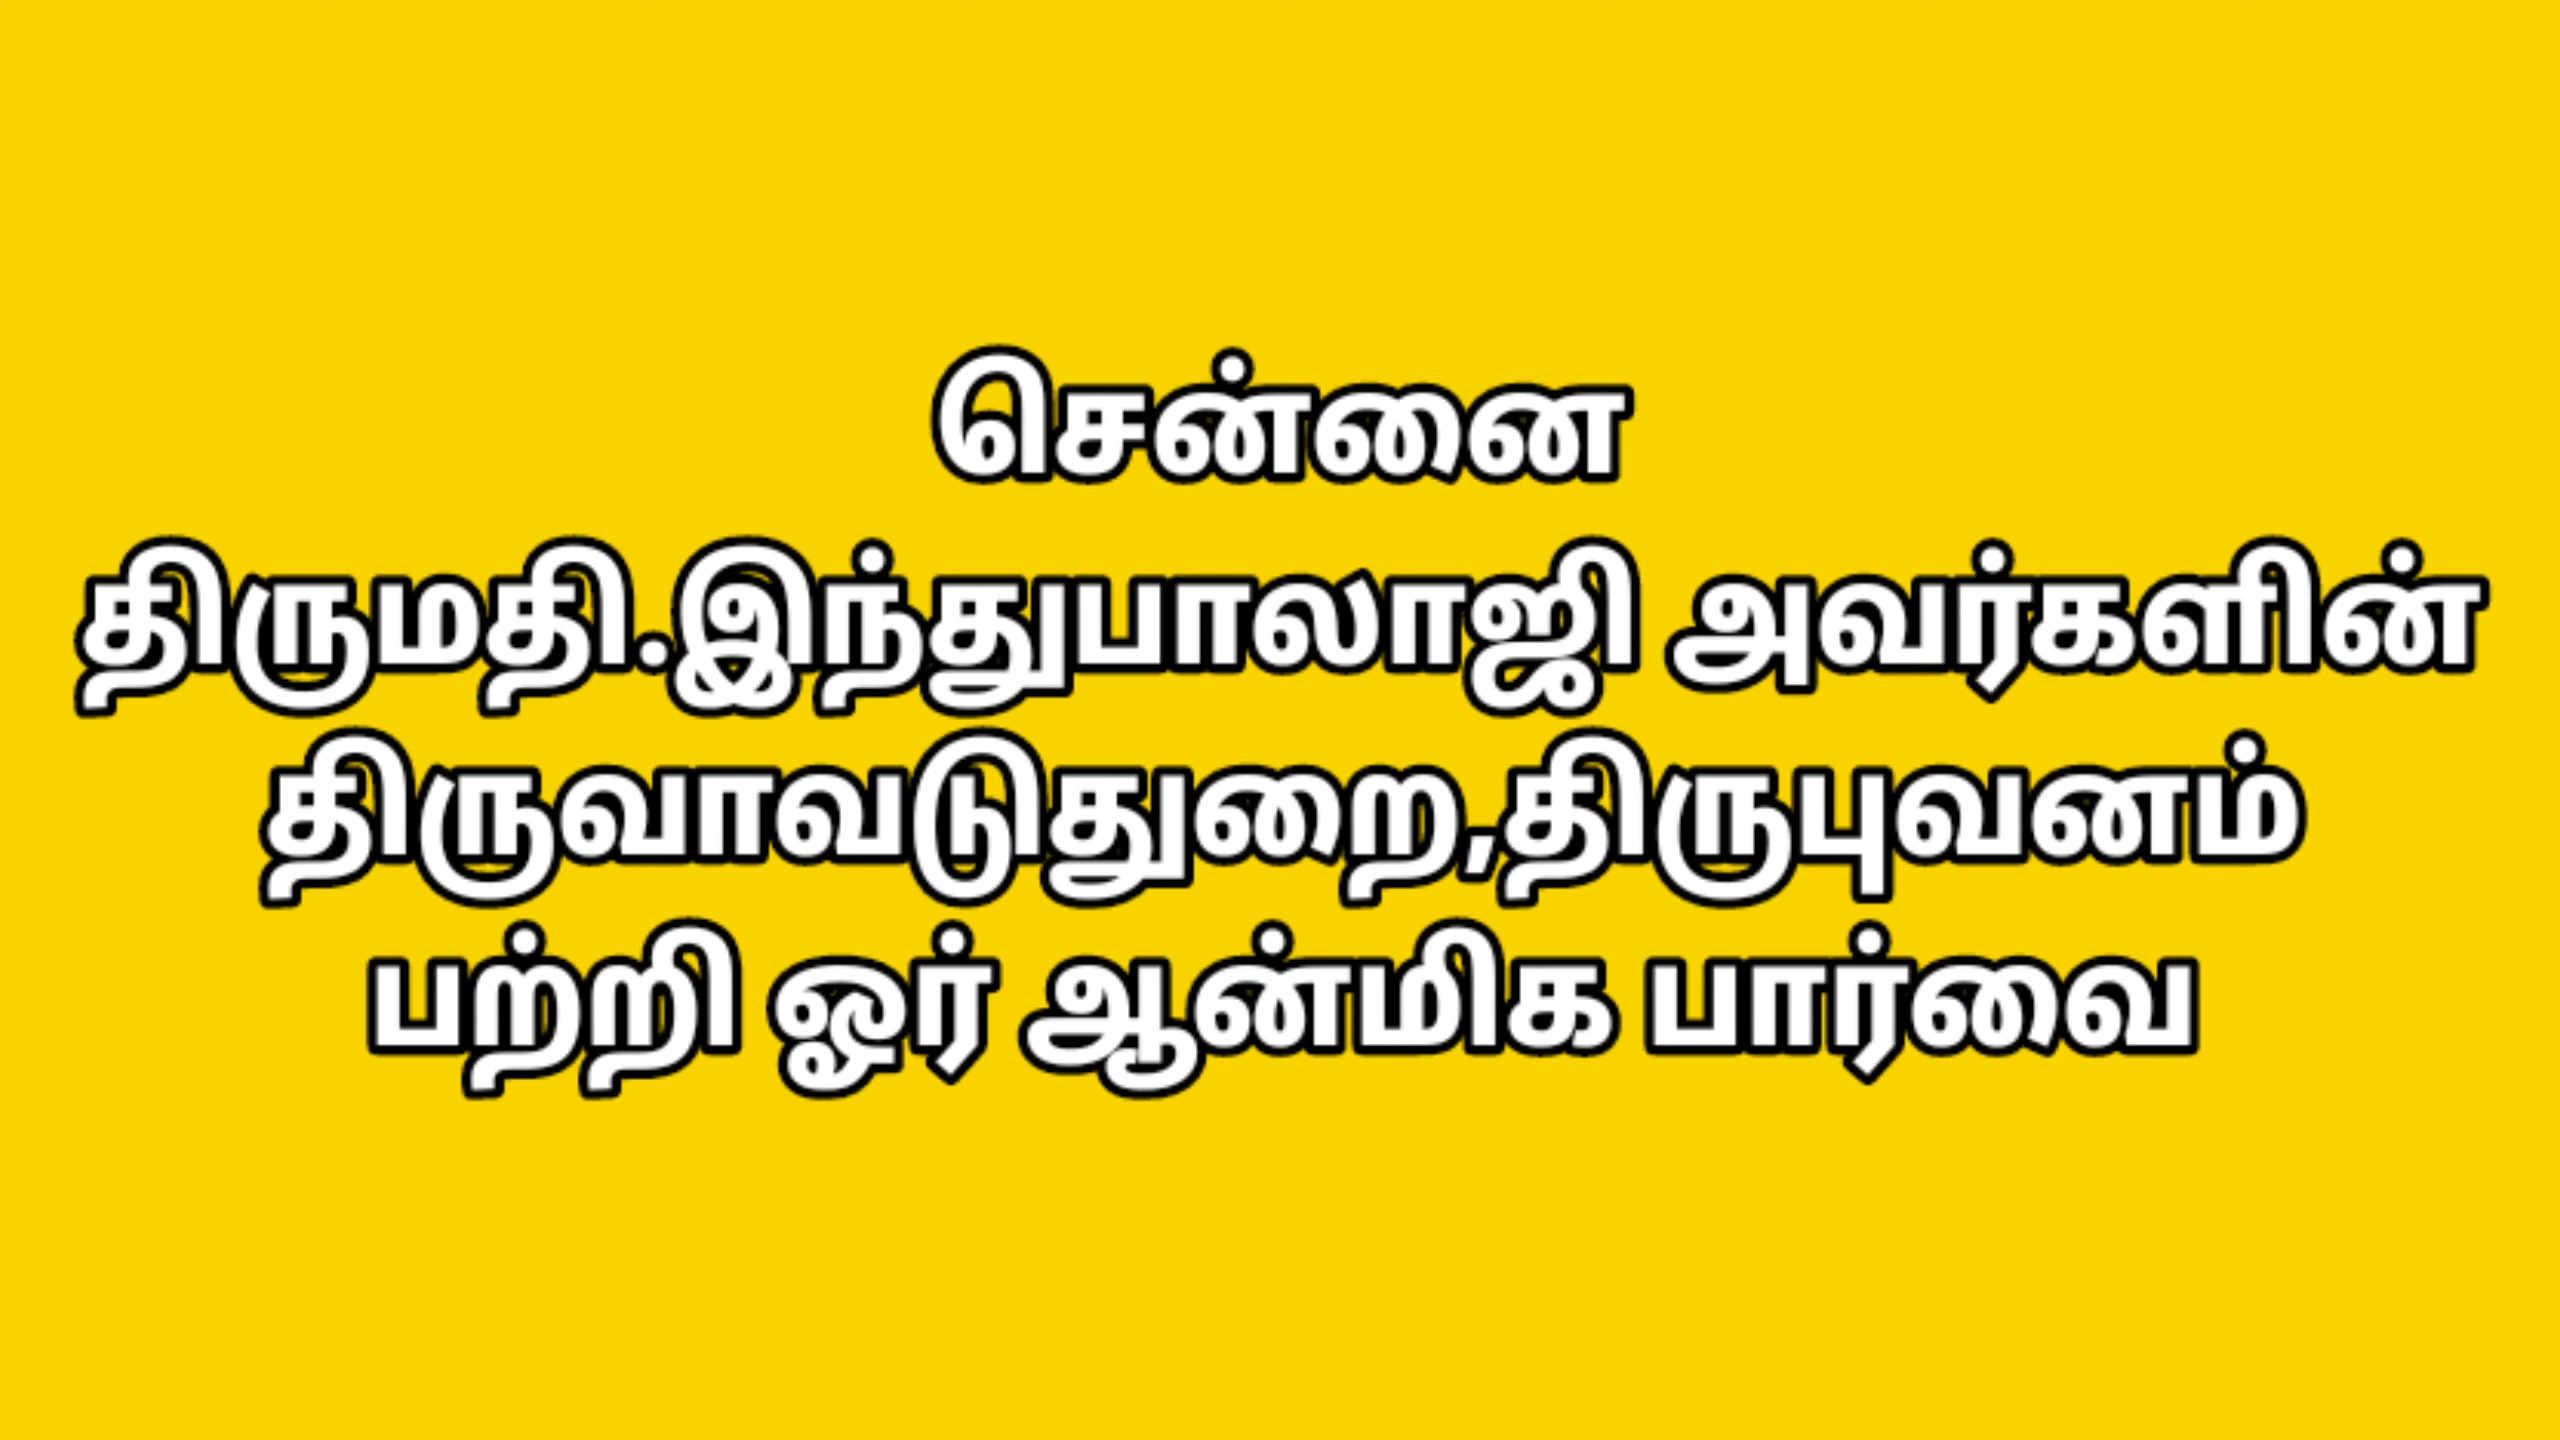 சென்னை
திருமதி.இந்துபாலாஜி அவர்களின்
திருவாவடுதுறை,திருபுவனம்
பற்றி ஓர் ஆன்மிக பார்வை